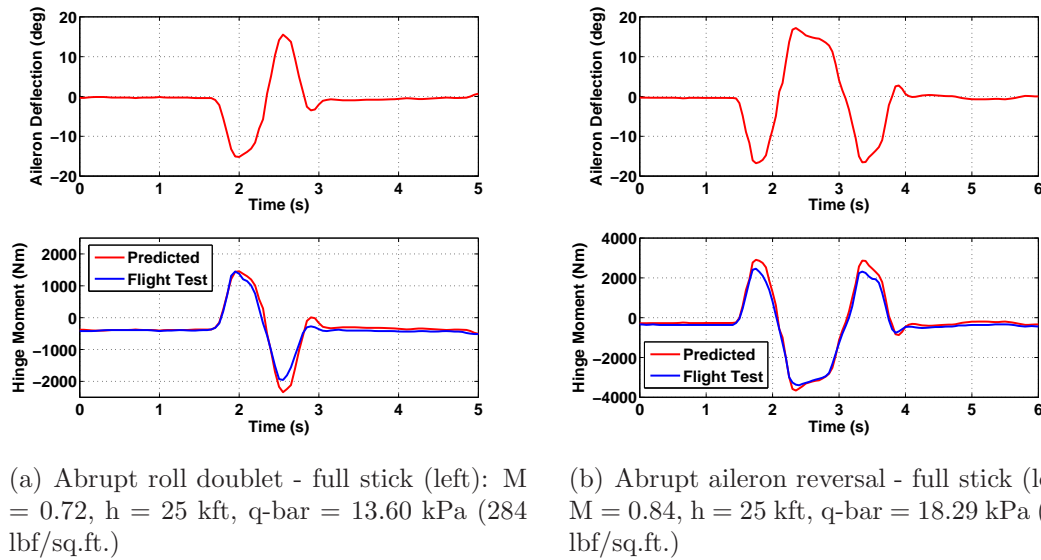 20
10
0
−10
−20
Aileron Deflection (deg)
0 1 2 3 4 5
Time (s)
2000
1000
0
−1000
−2000
Hinge Moment (Nm)
Predicted
Flight Test
0 1 2 3 4 5
Time (s)
(a) Abrupt roll doublet - full stick (left): M
= 0.72, h = 25 kft, q-bar = 13.60 kPa (284
lbf/sq.ft.)
20
10
0
−10
−20
Aileron Deflection (deg)
0 1 2 3 4 5 6
Time (s)
4000
2000
0
−2000
−4000
Hinge Moment (Nm)
Predicted
Flight Test
0 1 2 3 4 5 6
Time (s)
(b) Abrupt aileron reversal - full stick
M = 0.84, h = 25 kft, q-bar = 18.29 kPa
lbf/sq.ft.)